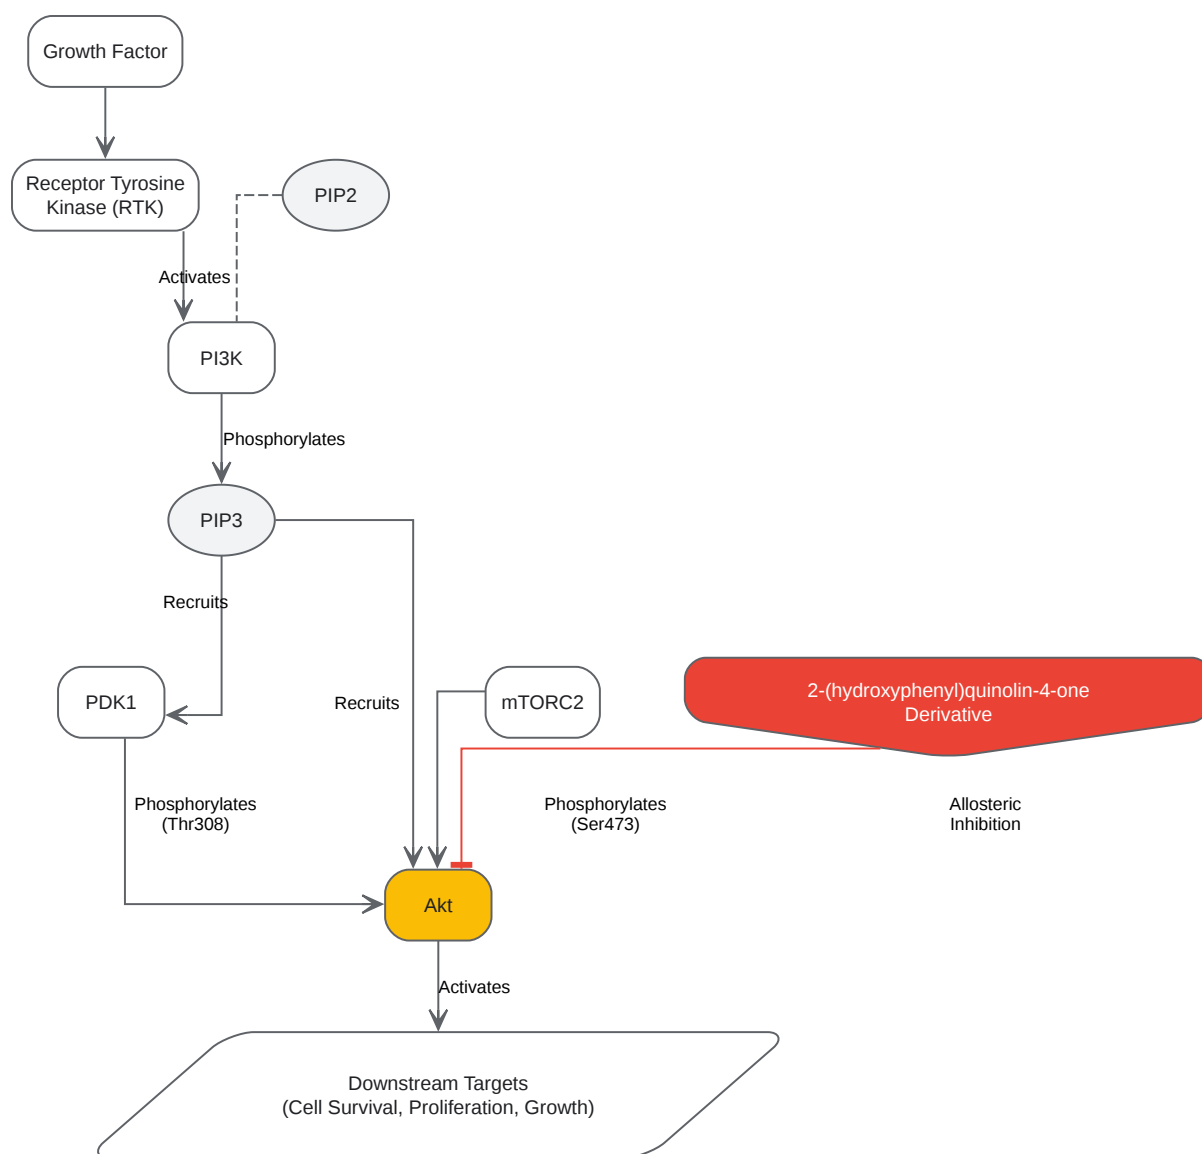 Growth Factor
Receptor Tyrosine
Kinase (RTK)
PIP2
Activates
PI3K
Phosphorylates
PIP3
Recruits
PDK1
Recruits
mTORC2
2-(hydroxyphenyl)quinolin-4-one
Derivative
Phosphorylates
(Thr308)
Phosphorylates
(Ser473)
Allosteric
Inhibition
Akt
Activates
Downstream Targets
(Cell Survival, Proliferation, Growth)